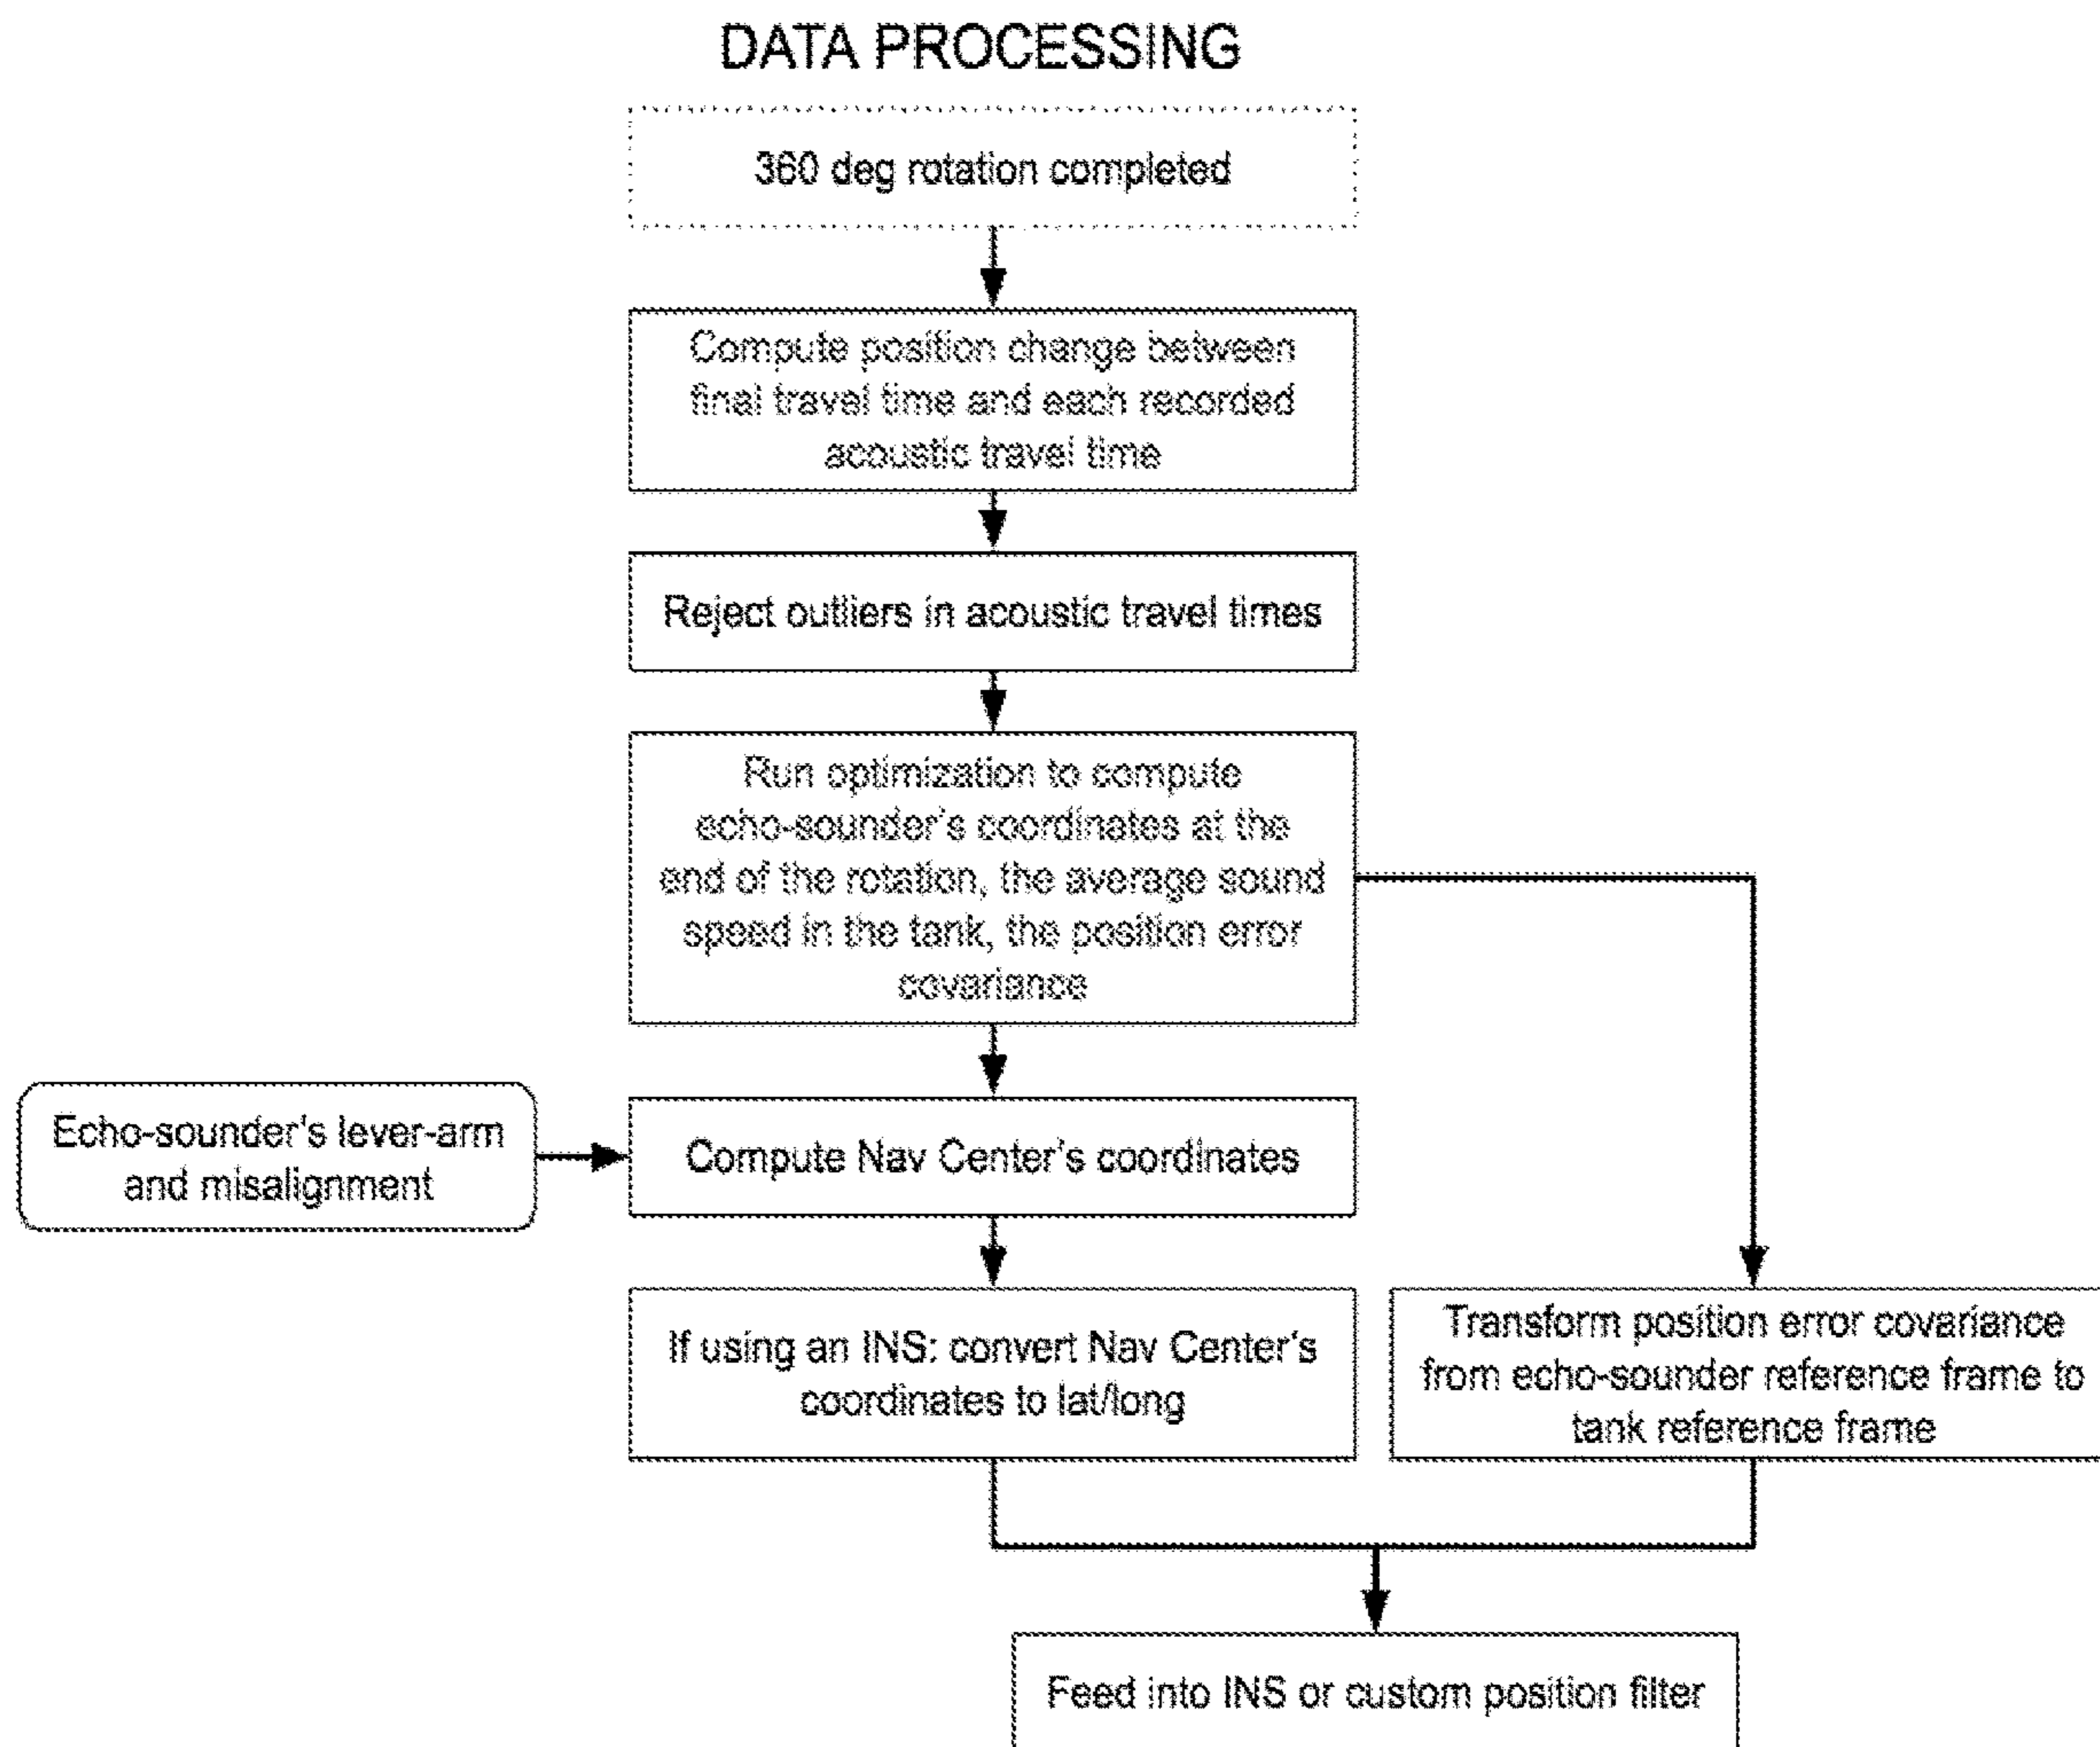 DATA PROCESSING
360 deg rotation completed
Compute position change between
final travel time and each recorded
acoustic travel time
Reject outliers in acoustic travel times
Run optimization to compute
echo-sounder's coordinates at the
end of the rotation, the average sound
speed in the tank, the position error
covariance
Echo-sounder's lever-arm
and misalignment
Compute Nav Center's coordinates
If using an INS: convert Nav Center's
coordinates to lat/long
Transform position error covariance
from echo-sounder reference frame to
tank reference frame
Feed into INS or custom position filter